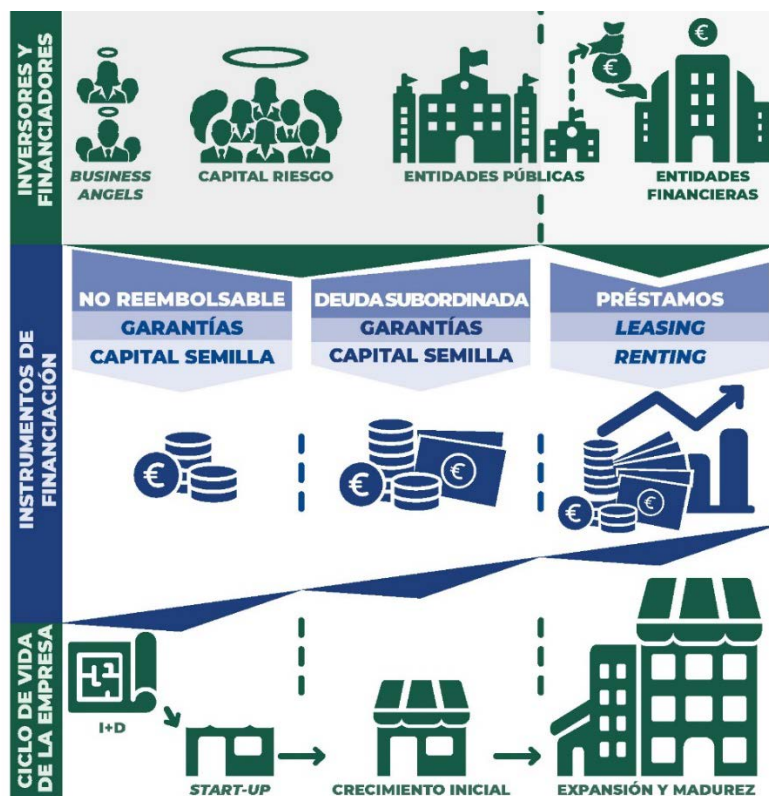 INVERSORES Y
FINANCIADORES
BUSINESS
ANGELS
CAPITAL RIESGO
ENTIDADES PÚBLICAS
€
€
ENTIDADES
FINANCIERAS
INSTRUMENTOS DE
FINANCIACIÓN
NO REEMBOLSABLE
GARANTÍAS
CAPITAL SEMILLA
DEUDA SUBORDINADA
GARANTÍAS
CAPITAL SEMILLA
PRÉSTAMOS
LEASING
RENTING
€
€
€
€
€
CICLO DE VIDA
DE LA EMPRESA
I+D
START-UP
CRECIMIENTO INICIAL
EXPANSIÓN Y MADUREZ